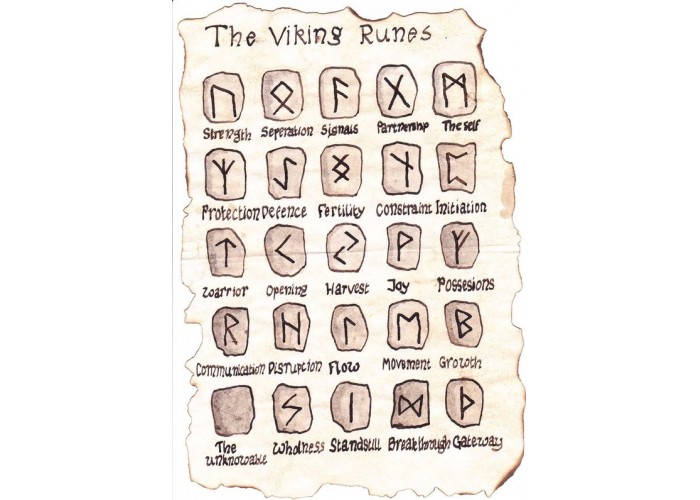 The Viking Runes
Strength Seperation Signals Partnership The self
Protection Defence Fertility Constraint Initiation
Warrior Opening Harvest Joy Possesions
Communication Disruption Flow Movement Growth
The Unknowable Wholness Standstill Breakthrough Gateway